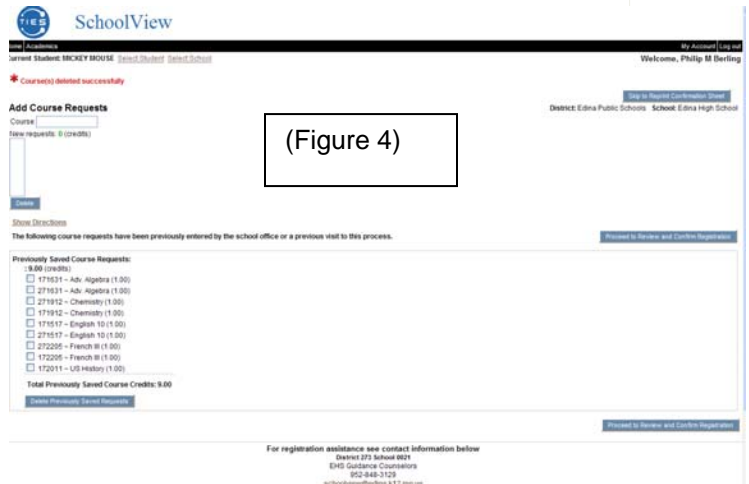 TIES SchoolView
Home Academics My Account Log out
Current Student: MICKEY MOUSE Select Student Select School Welcome, Philip M Berling
* Course(s) deleted successfully
Skip to Reprint Confirmation Sheet
Add Course Requests District: Edina Public Schools School: Edina High School
Course
New requests: 0 (credits)
(Figure 4)
Delete
Show Directions
The following course requests have been previously entered by the school office or a previous visit to this process. Proceed to Review and Confirm Registration
Previously Saved Course Requests:
: 9.00 (credits)
171631 - Adv. Algebra (1.00)
271631 - Adv. Algebra (1.00)
271912 - Chemistry (1.00)
171912 - Chemistry (1.00)
171517 - English 10 (1.00)
271517 - English 10 (1.00)
272205 - French III (1.00)
172205 - French III (1.00)
172011 - US History (1.00)
Total Previously Saved Course Credits: 9.00
Delete Previously Saved Requests
Proceed to Review and Confirm Registration
For registration assistance see contact information below
District 273 School 0021
EHS Guidance Counselors
952-848-3129